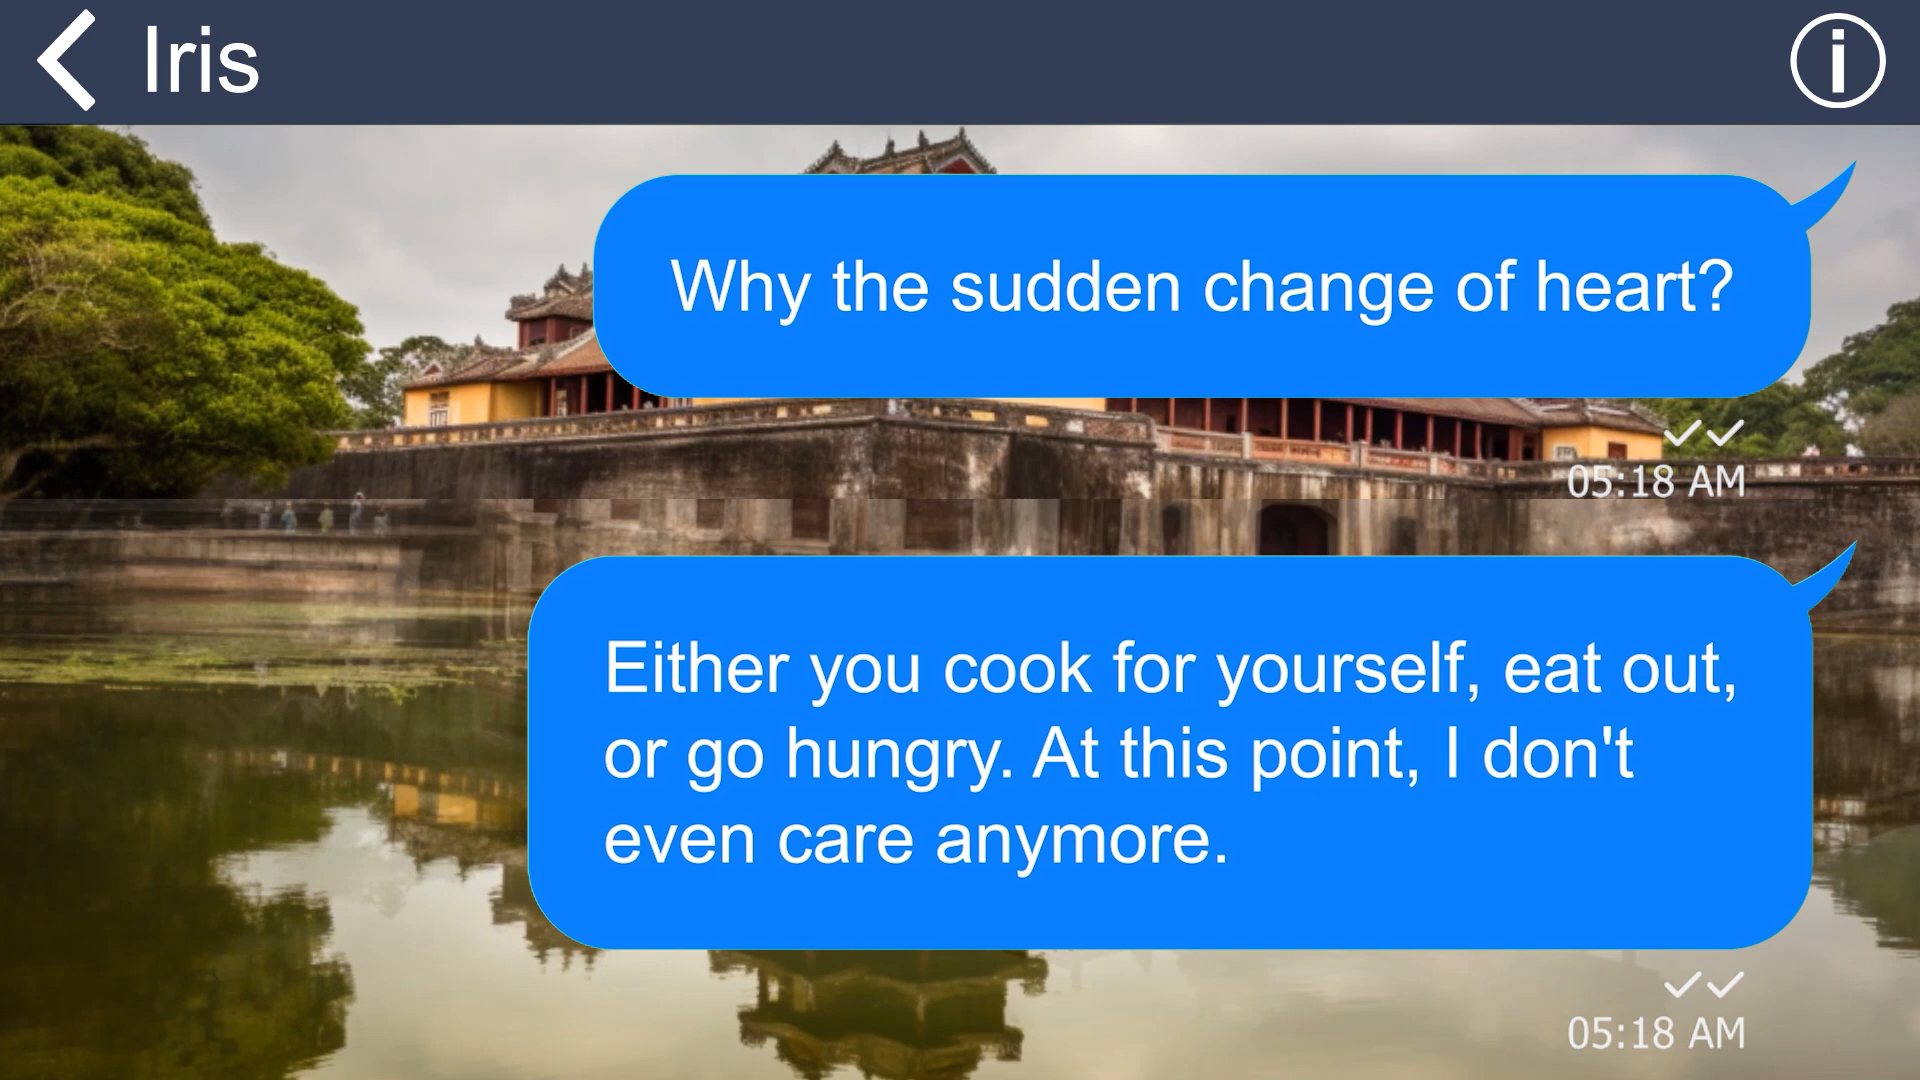 Iris
Why the sudden change of heart?
05:18 AM
Either you cook for yourself, eat out,
or go hungry. At this point, I don't
even care anymore.
05:18 AM